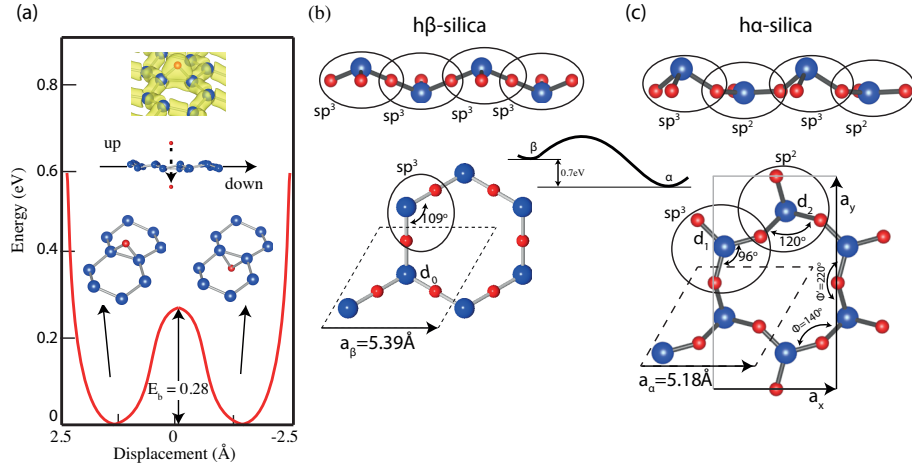 (a)
0.8
0.6
0.4
0.2
0
Energy (eV)
up
down
E_b = 0.28
2.5
0
-2.5
Displacement (Å)
(b)
hβ-silica
sp³
sp³
sp³
sp³
sp³
109°
d₀
a_β=5.39Å
β
0.7eV
α
(c)
hα-silica
sp³
sp²
sp³
sp²
sp²
sp³
d₂
a_y
d₁
120°
96°
Φ'=220°
Φ=140°
a_α=5.18Å
a_x